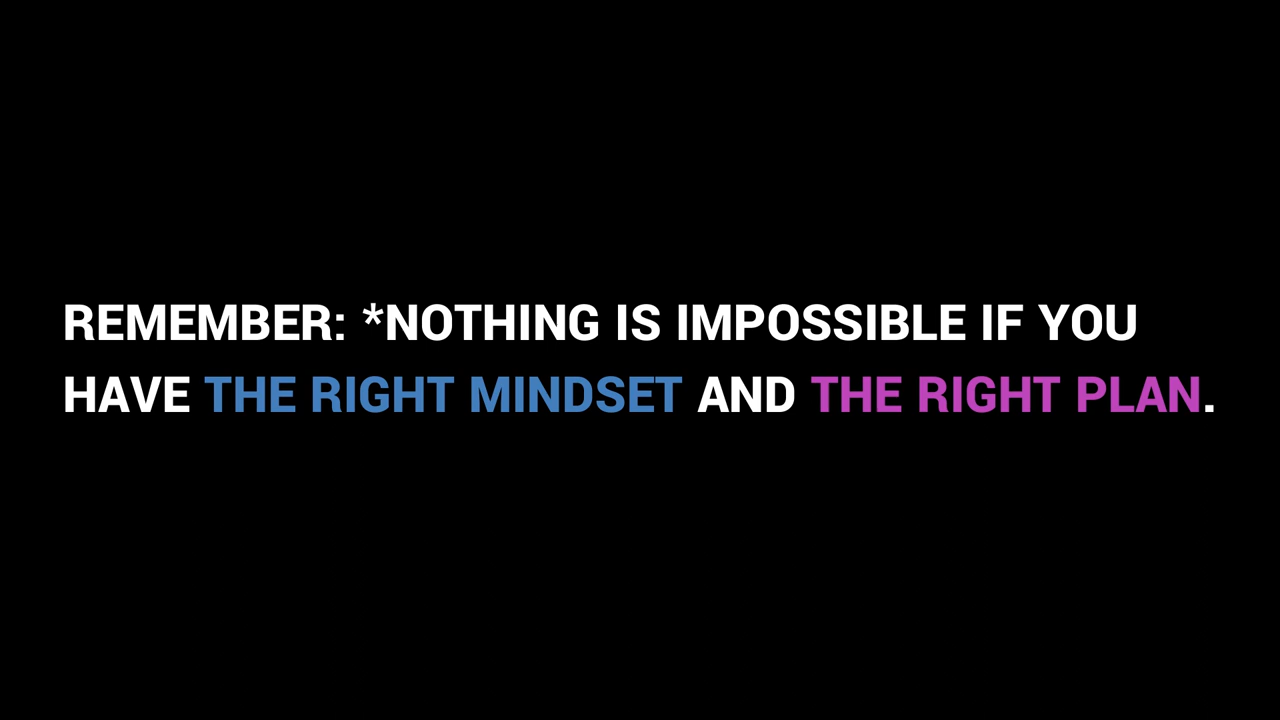 REMEMBER: *NOTHING IS IMPOSSIBLE IF YOU
HAVE THE RIGHT MINDSET AND THE RIGHT PLAN.